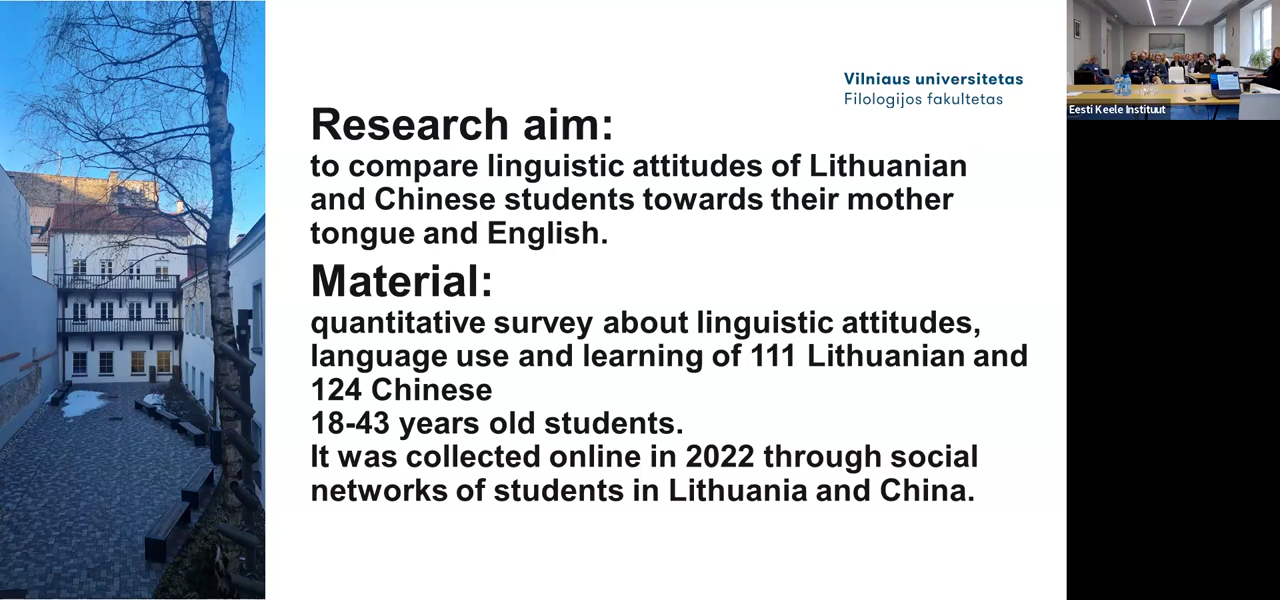 Vilniaus universitetas
Filologijos fakultetas
Research aim:
to compare linguistic attitudes of Lithuanian
and Chinese students towards their mother
tongue and English.
Material:
quantitative survey about linguistic attitudes,
language use and learning of 111 Lithuanian and
124 Chinese
18-43 years old students.
It was collected online in 2022 through social
networks of students in Lithuania and China.
Eesti Keele Instituut